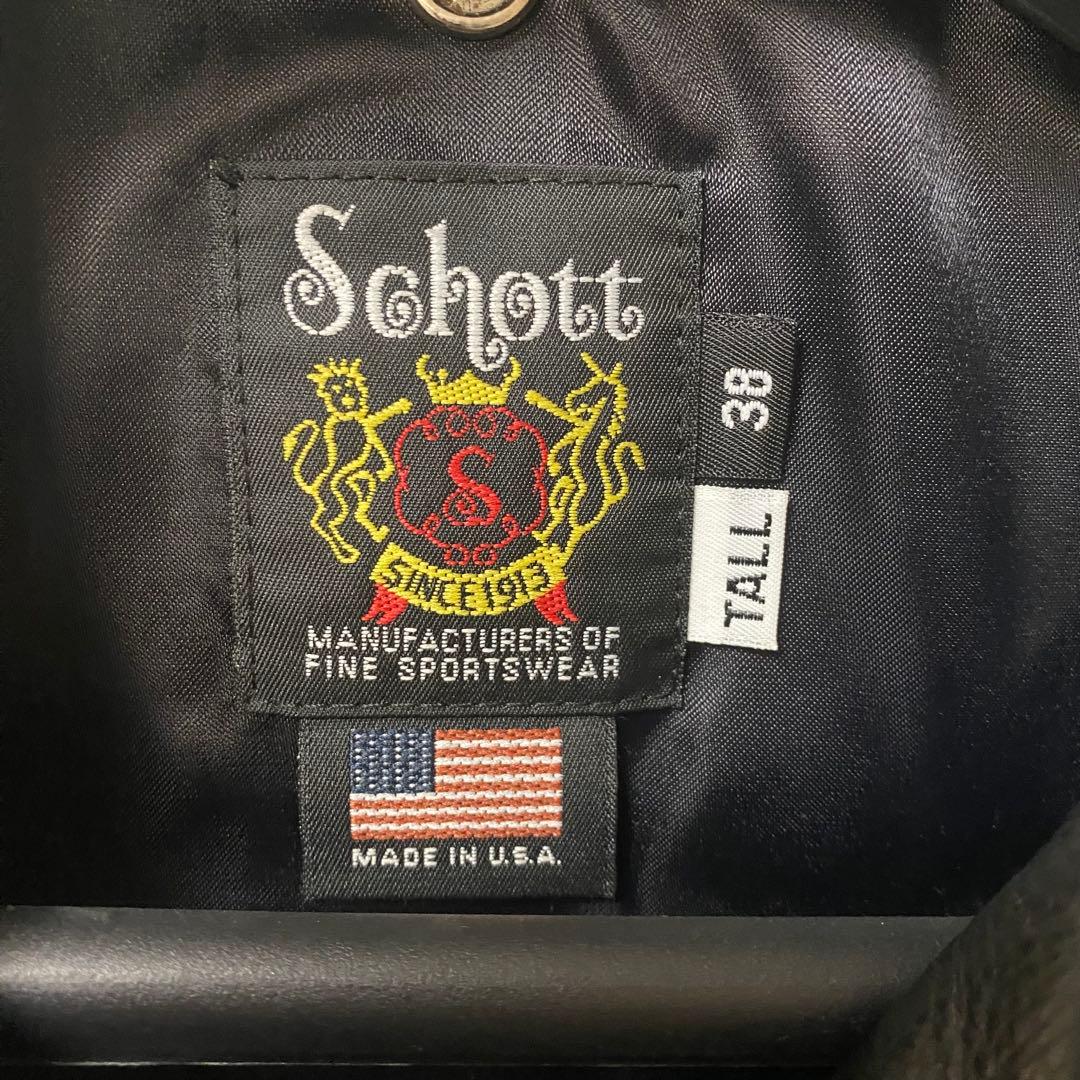 Schott
S
SINCE 1913
MANUFACTURERS OF
FINE SPORTSWEAR
38
TALL
MADE IN U.S.A.